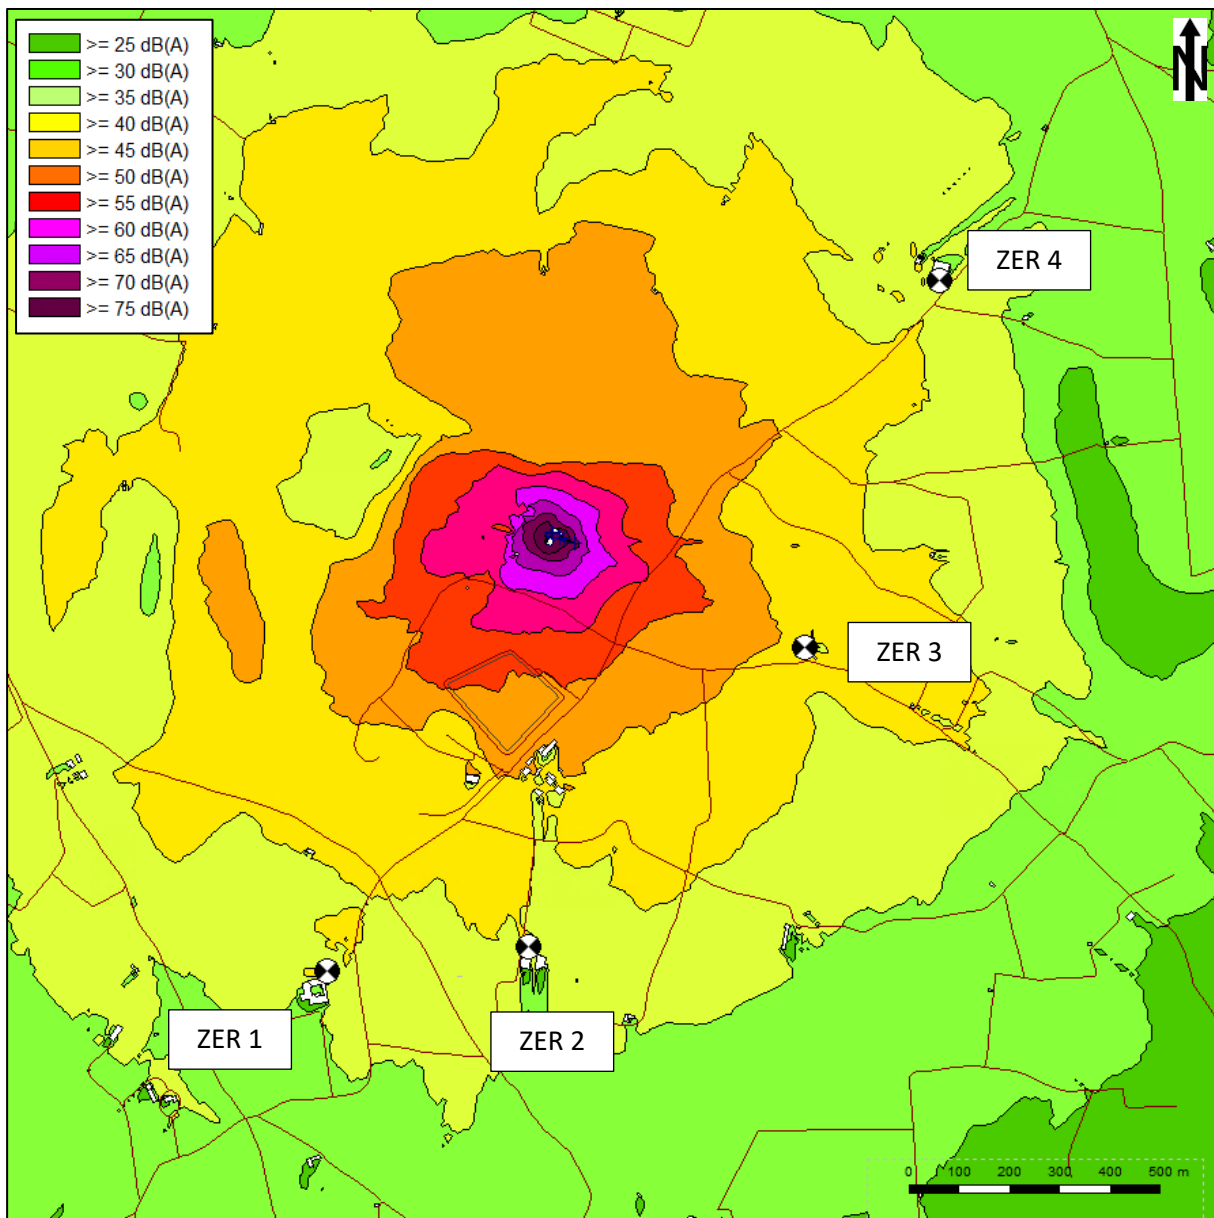 >= 25 dB(A)
>= 30 dB(A)
>= 35 dB(A)
>= 40 dB(A)
>= 45 dB(A)
>= 50 dB(A)
>= 55 dB(A)
>= 60 dB(A)
>= 65 dB(A)
>= 70 dB(A)
>= 75 dB(A)
N
ZER 4
ZER 3
ZER 1
ZER 2
0 100 200 300 400 500 m